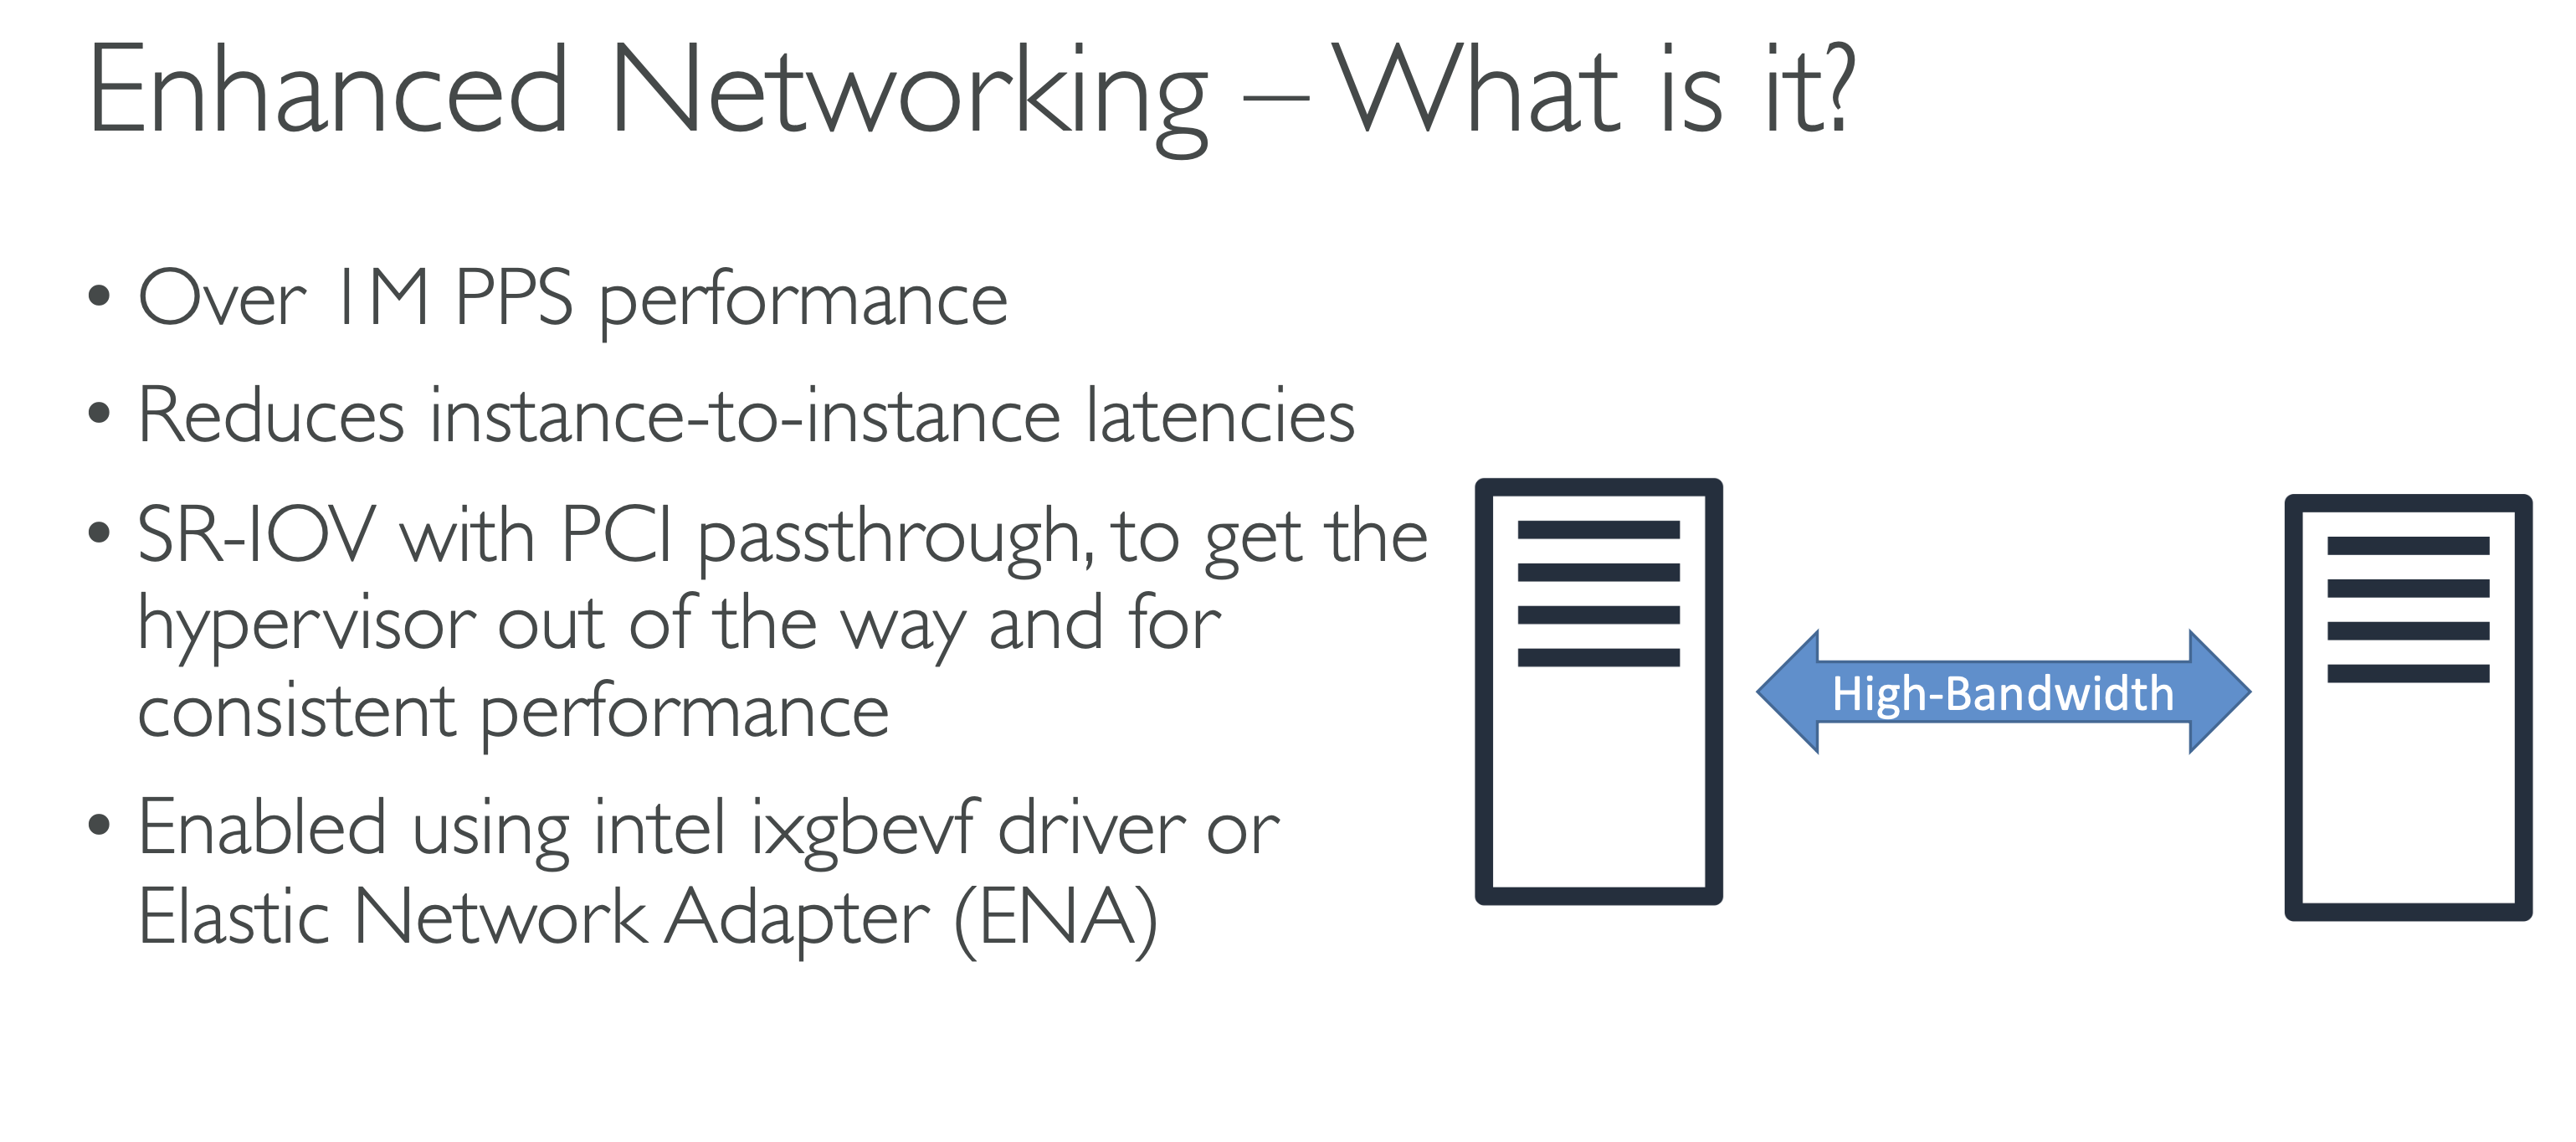 Enhanced Networking – What is it?
• Over 1M PPS performance
• Reduces instance-to-instance latencies
• SR-IOV with PCI passthrough, to get the
hypervisor out of the way and for
consistent performance
• Enabled using intel ixgbevf driver or
Elastic Network Adapter (ENA)
High-Bandwidth